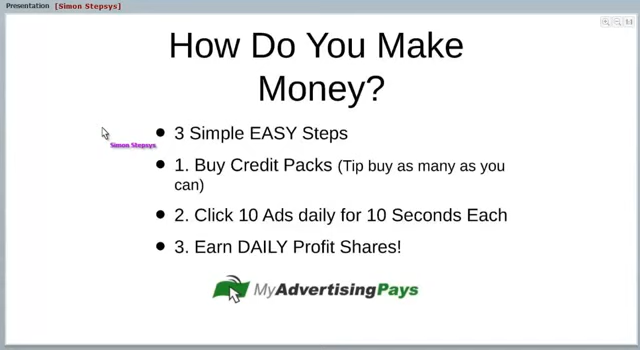 Presentation [Simon Stepsys]
How Do You Make
Money?
● 3 Simple EASY Steps
Simon Stepsys
● 1. Buy Credit Packs (Tip buy as many as you
can)
● 2. Click 10 Ads daily for 10 Seconds Each
● 3. Earn DAILY Profit Shares!
MyAdvertisingPays